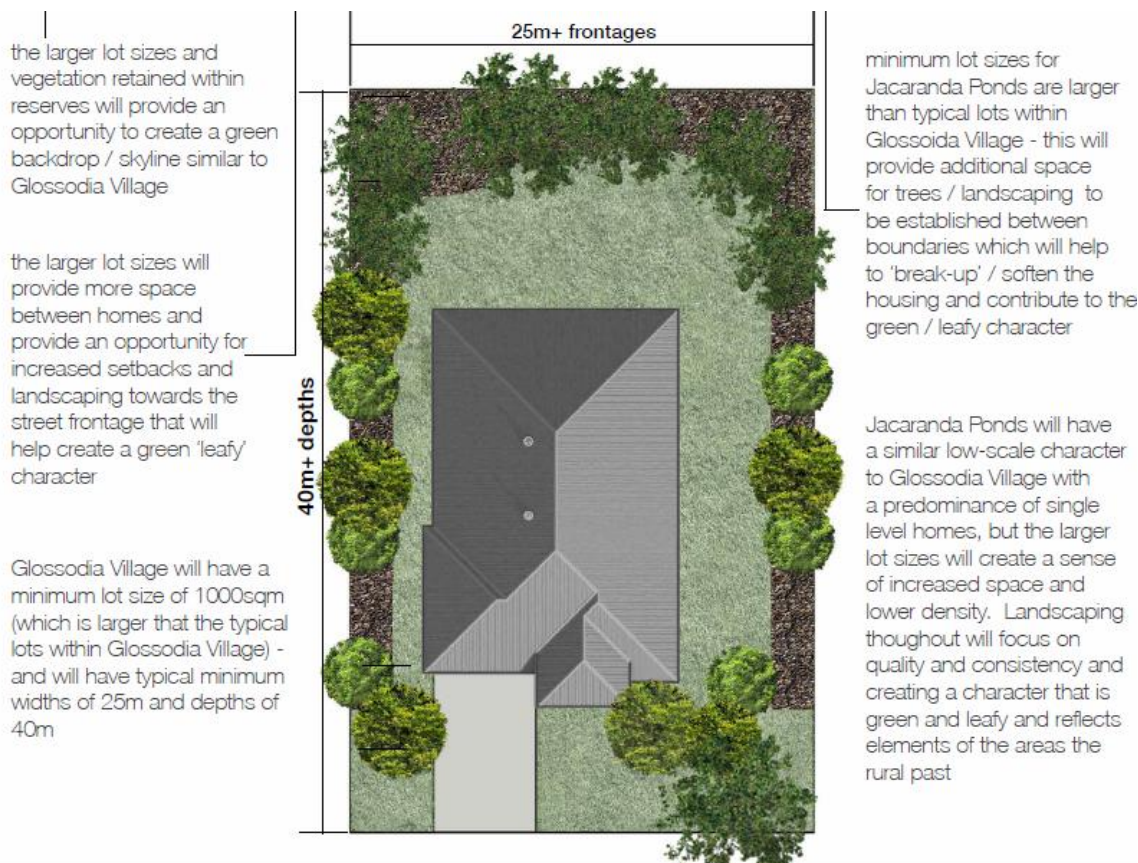 25m+ frontages
40m+ depths
the larger lot sizes and
vegetation retained within
reserves will provide an
opportunity to create a green
backdrop / skyline similar to
Glossodia Village
the larger lot sizes will
provide more space
between homes and
provide an opportunity for
increased setbacks and
landscaping towards the
street frontage that will
help create a green 'leafy'
character
Glossodia Village will have a
minimum lot size of 1000sqm
(which is larger that the typical
lots within Glossodia Village) -
and will have typical minimum
widths of 25m and depths of
40m
minimum lot sizes for
Jacaranda Ponds are larger
than typical lots within
Glossoida Village - this will
provide additional space
for trees / landscaping to
be established between
boundaries which will help
to 'break-up' / soften the
housing and contribute to the
green / leafy character
Jacaranda Ponds will have
a similar low-scale character
to Glossodia Village with
a predominance of single
level homes, but the larger
lot sizes will create a sense
of increased space and
lower density. Landscaping
thoughout will focus on
quality and consistency and
creating a character that is
green and leafy and reflects
elements of the areas the
rural past